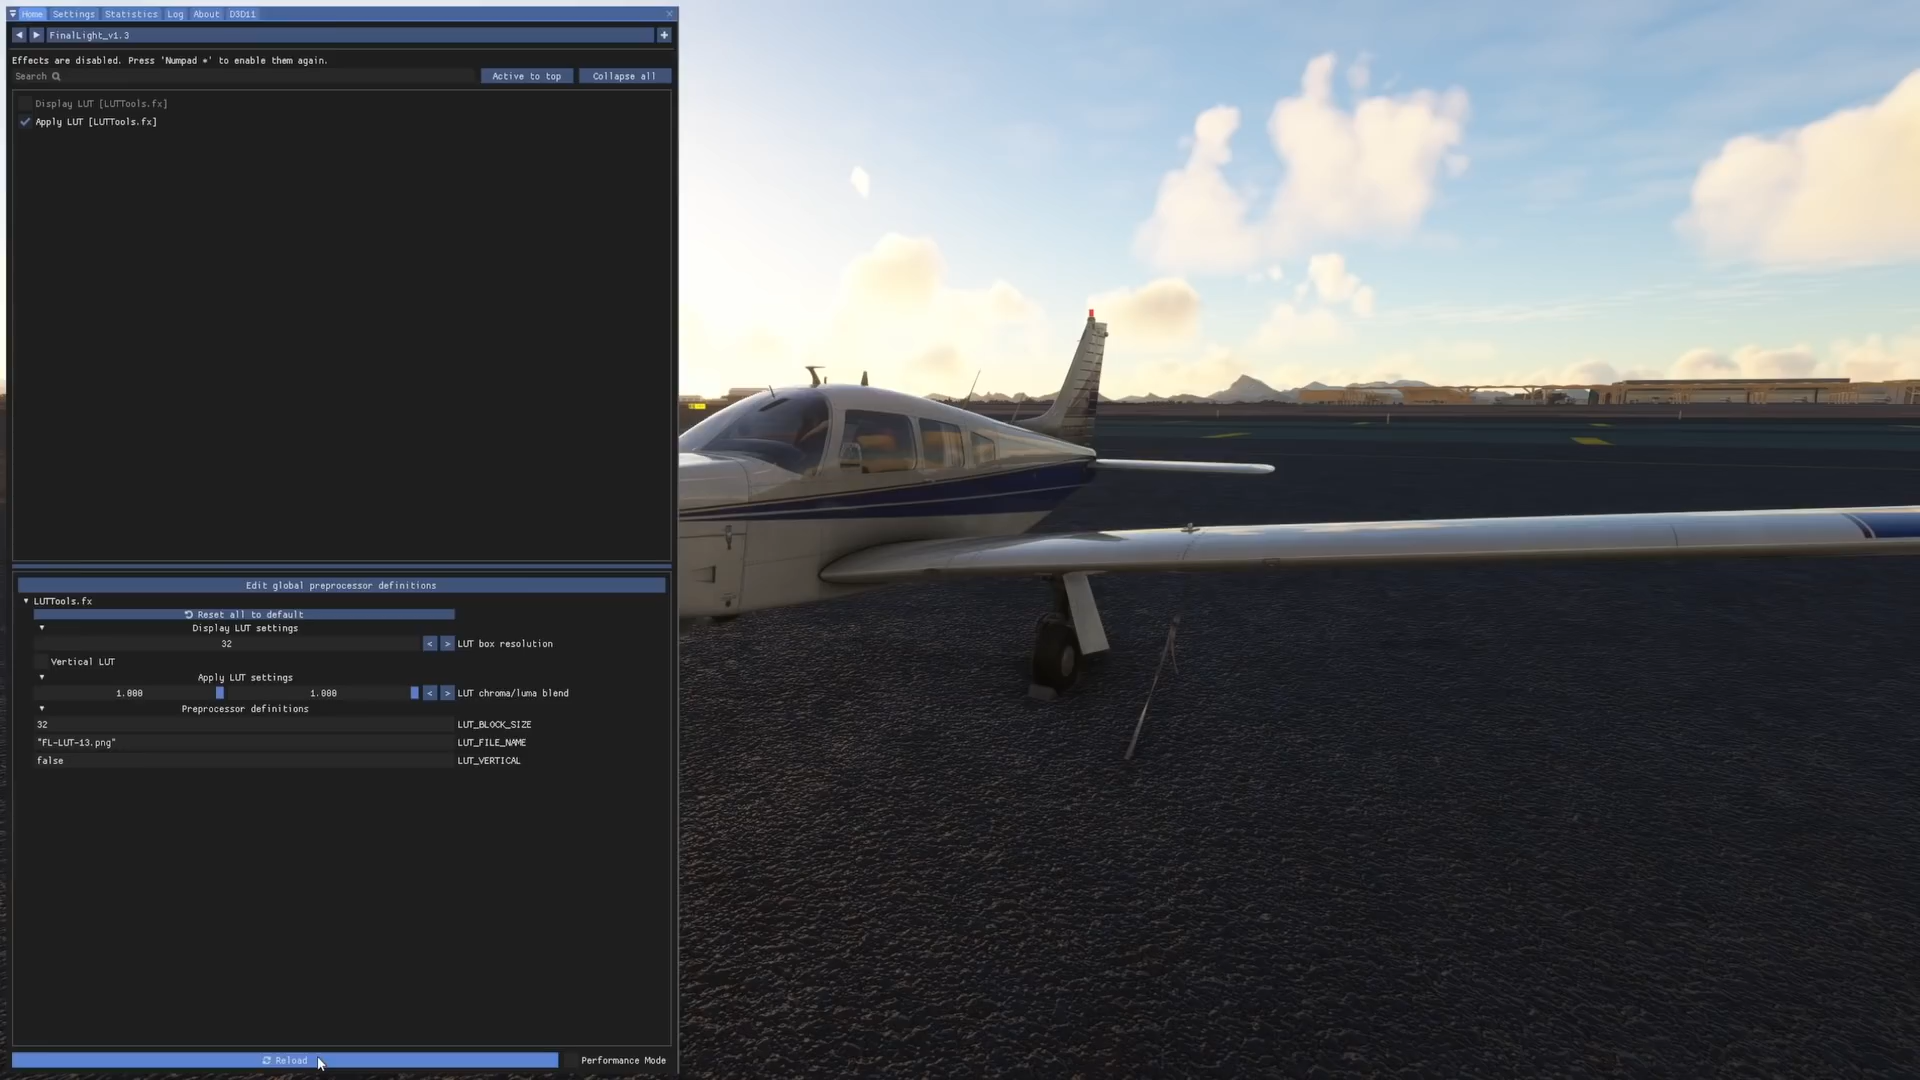 Home Settings Statistics Log About D3D11
FinalLight_v1.3
Effects are disabled. Press 'Numpad *' to enable them again.
Search Active to top Collapse all
Display LUT [LUTTools.fx]
Apply LUT [LUTTools.fx]
Edit global preprocessor definitions
LUTTools.fx
Reset all to default
Display LUT settings
32 < > LUT box resolution
Vertical LUT
Apply LUT settings
1.000 1.000 < > LUT chroma/luma blend
Preprocessor definitions
32 LUT_BLOCK_SIZE
"FL-LUT-13.png" LUT_FILE_NAME
false LUT_VERTICAL
Reload Performance Mode